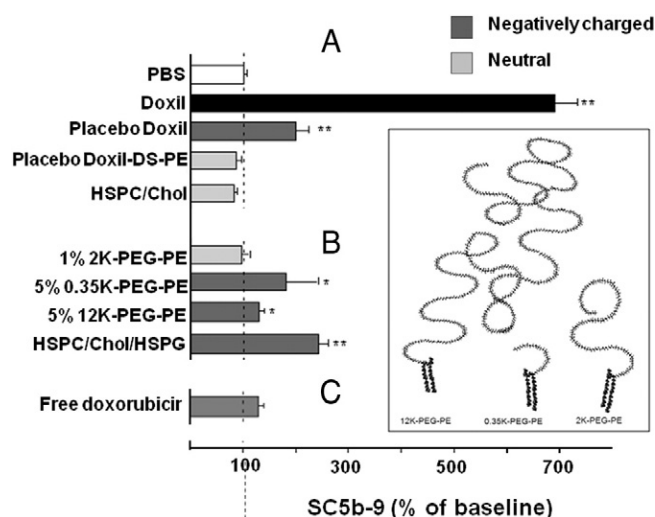 A
Negatively charged
Neutral
PBS
Doxil
**
Placebo Doxil
**
Placebo Doxil-DS-PE
HSPC/Chol
B
1% 2K-PEG-PE
5% 0.35K-PEG-PE
*
5% 12K-PEG-PE
*
HSPC/Chol/HSPG
**
C
Free doxorubicir
12K-PEG-PE 0.35K-PEG-PE 2K-PEG-PE
100 300 500 700
SC5b-9 (% of baseline)